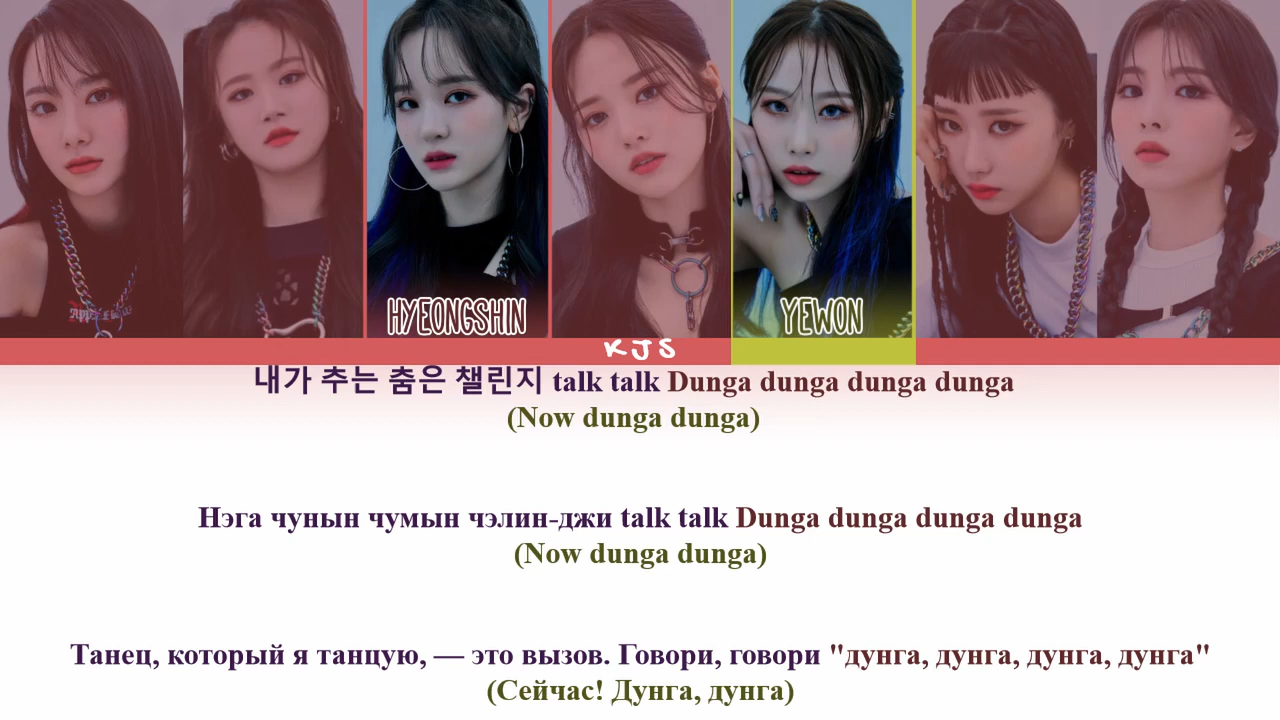 HYEONGSHIN
YEWON
KJS
내가 추는 춤은 챌린지 talk talk Dunga dunga dunga dunga
(Now dunga dunga)
Нэга чунын чумын чэлин-джи talk talk Dunga dunga dunga dunga
(Now dunga dunga)
Танец, который я танцую, — это вызов. Говори, говори "дунга, дунга, дунга, дунга"
(Сейчас! Дунга, дунга)